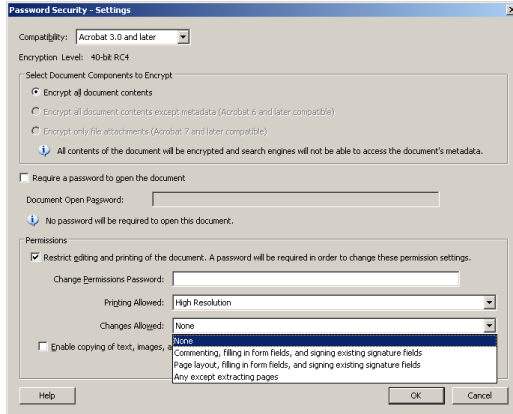 Password Security - Settings
Compatibility: Acrobat 3.0 and later
Encryption Level: 40-bit RC4
Select Document Components to Encrypt
Encrypt all document contents
Encrypt all document contents except metadata (Acrobat 6 and later compatible)
Encrypt only file attachments (Acrobat 7 and later compatible)
All contents of the document will be encrypted and search engines will not be able to access the document's metadata.
Require a password to open the document
Document Open Password:
No password will be required to open this document.
Permissions
Restrict editing and printing of the document. A password will be required in order to change these permission settings.
Change Permissions Password:
Printing Allowed: High Resolution
Changes Allowed: None
None
Enable copying of text, images, a
Commenting, filling in form fields, and signing existing signature fields
Page layout, filling in form fields, and signing existing signature fields
Any except extracting pages
Help OK Cancel